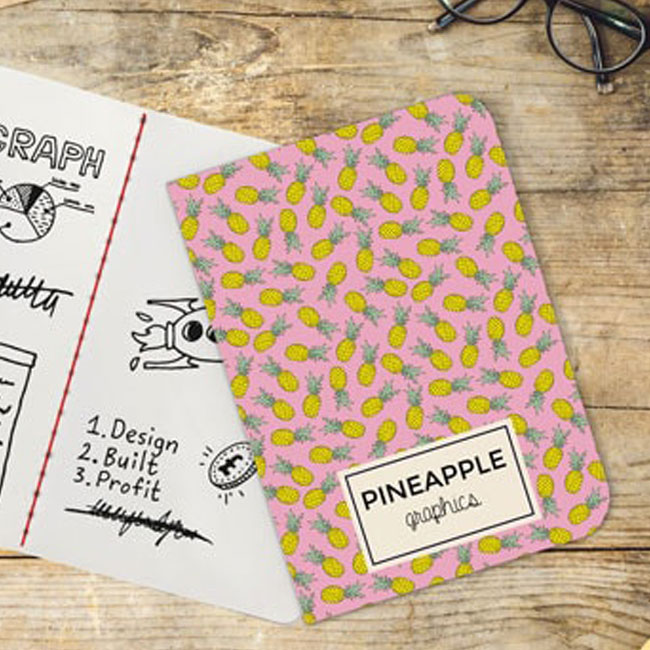 GRAPH
1. Design
2. Built
3. Profit
PINEAPPLE
graphics